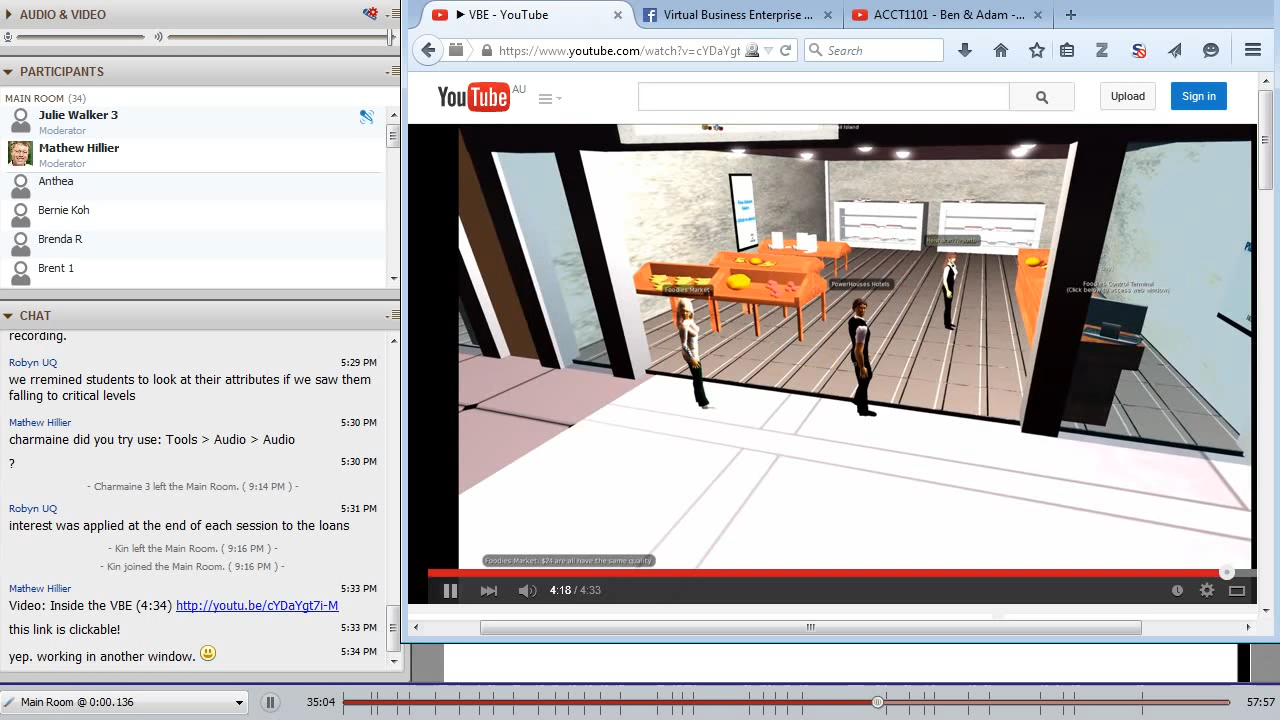 AUDIO & VIDEO
PARTICIPANTS
MAIN ROOM (34)
Julie Walker 3
Moderator
Mathew Hillier
Moderator
Anthea
Bernie Koh
Brenda R
Brent 1
CHAT
recording.
Robyn UQ 5:29 PM
we rremined students to look at their attributes if we saw them
falling to critical levels
Mathew Hillier 5:30 PM
charmaine did you try use: Tools > Audio > Audio
? 5:30 PM
- Charmaine 3 left the Main Room. ( 9:14 PM ) -
Robyn UQ 5:31 PM
interest was applied at the end of each session to the loans
- Kin left the Main Room. ( 9:16 PM ) -
- Kin joined the Main Room. ( 9:16 PM ) -
Mathew Hillier 5:33 PM
Video: Inside the VBE (4:34) http://youtu.be/cYDaYgt7i-M
this link is clickable! 5:33 PM
yep. working in another window. 5:34 PM
Main Room @ 0:00.136
35:04
57:57
VBE - YouTube
Virtual Business Enterprise ...
ACCT1101 - Ben & Adam -...
https://www.youtube.com/watch?v=cYDaYgt
Search
YouTube AU
Upload
Sign in
Foodies Market
PowerHouses Hotels
Foodies Control Terminal
(Click below to access web window)
Foodies Market: $24 are all have the same quality
4:18 / 4:33